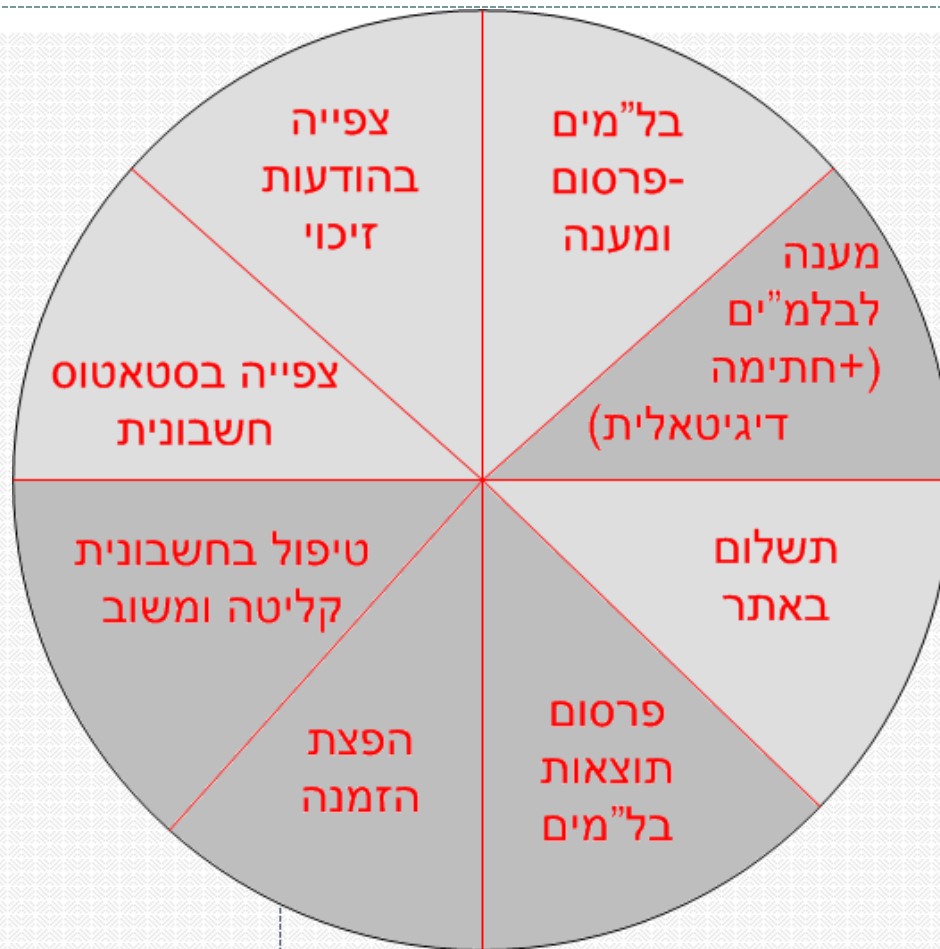 בל”מים
-פרסום
ומענה
מענה
לבלמ”ים
(+חתימה
דיגיטאלית)
תשלום
באתר
פרסום
תוצאות
בל”מים
הפצת
הזמנה
טיפול בחשבונית
קליטה ומשוב
צפייה בסטאטוס
חשבונית
צפייה
בהודעות
זיכוי